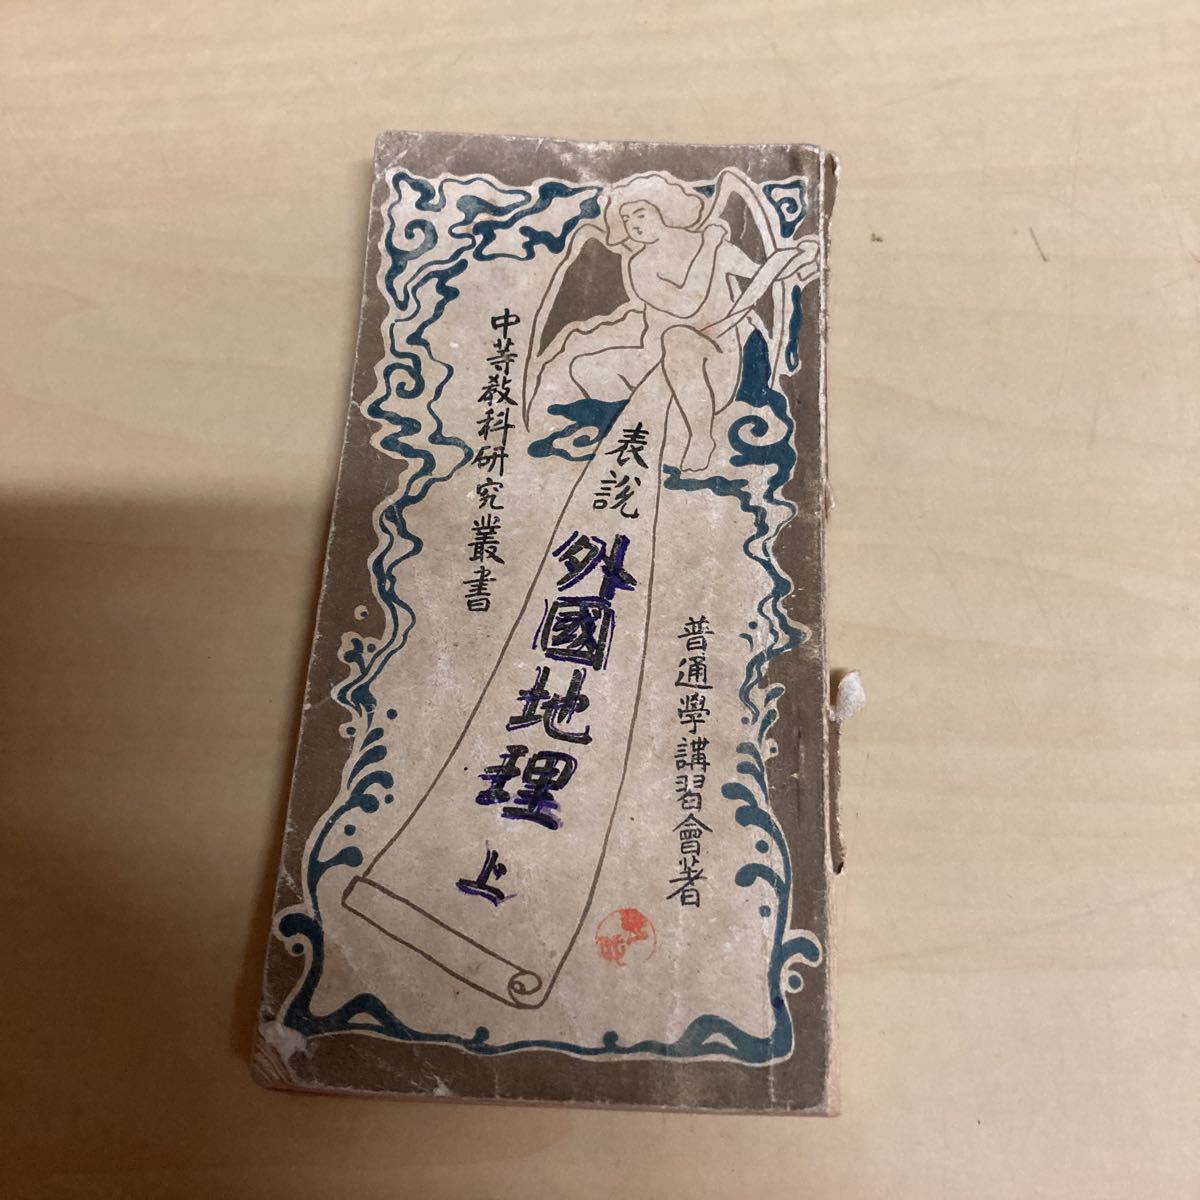 普通學講習會著
表説
外國地理 上
中等敎科研究叢書